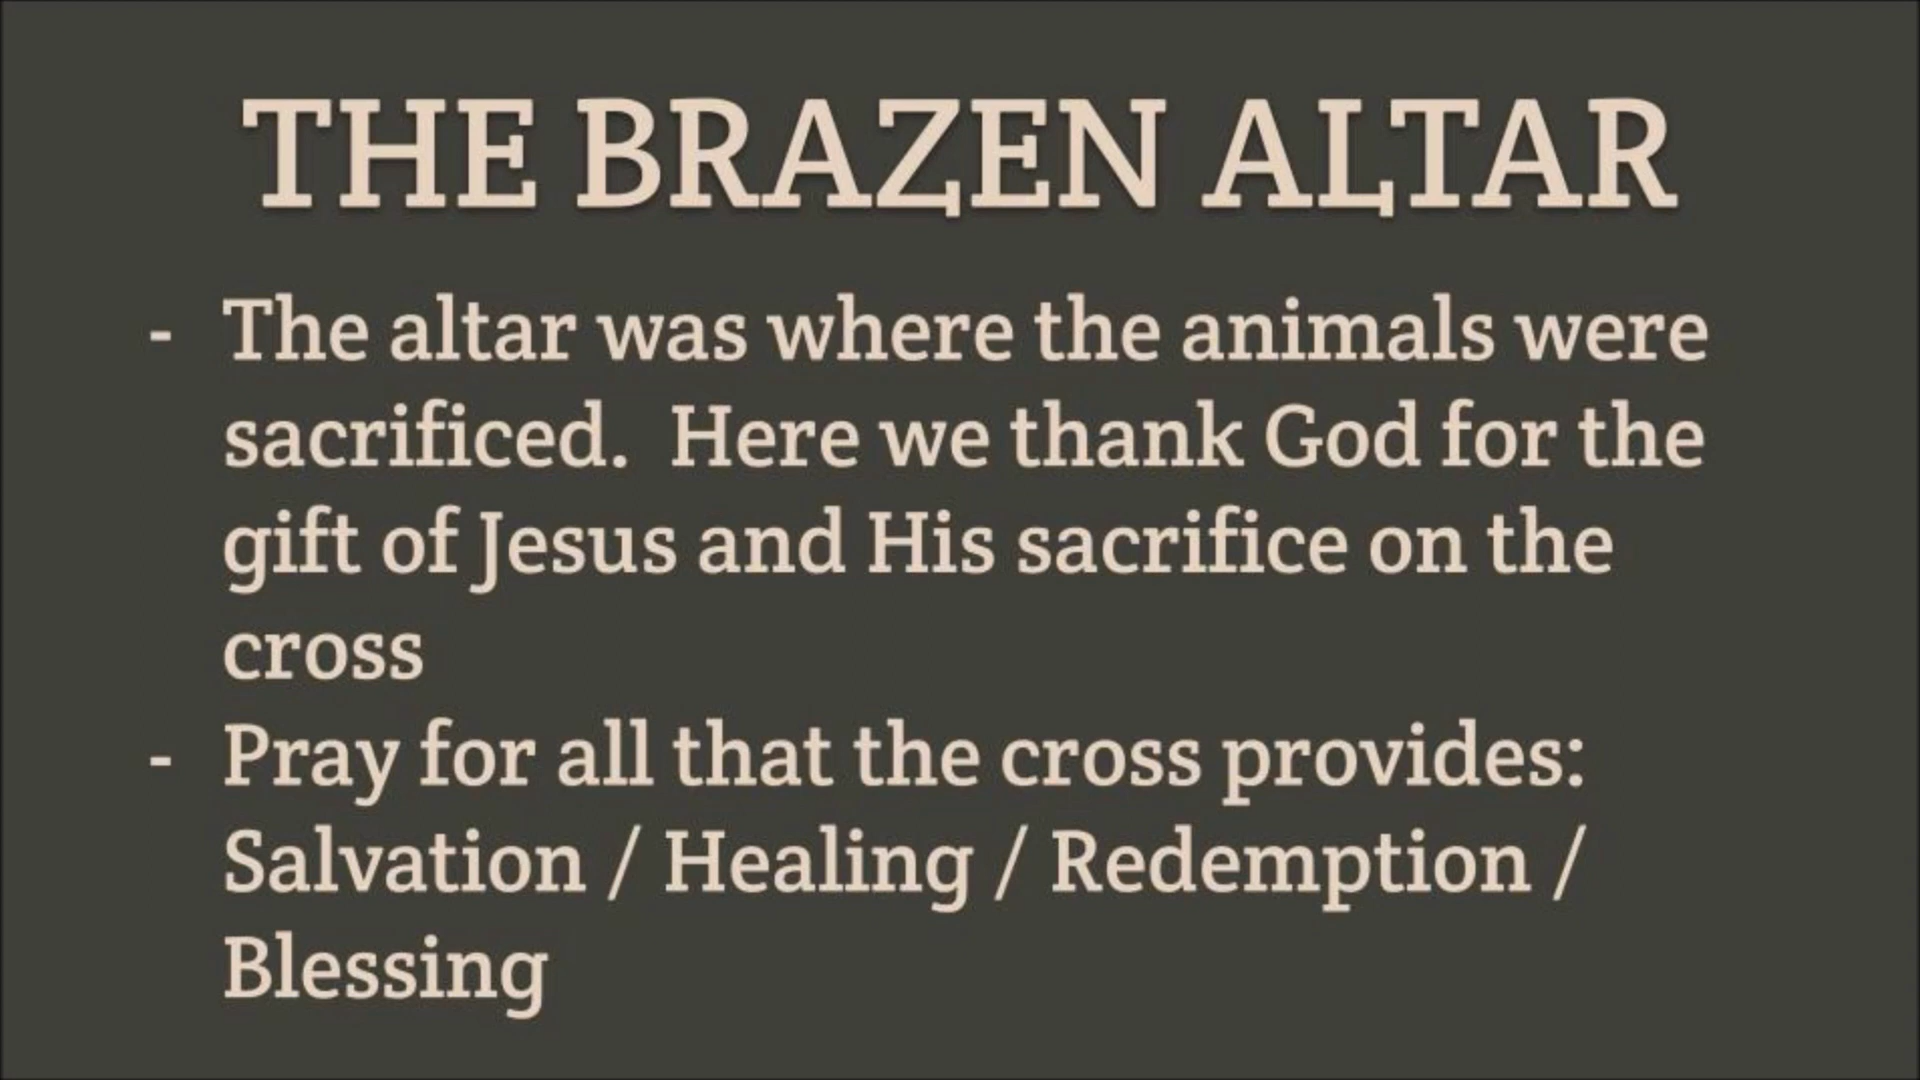 THE BRAZEN ALTAR
- The altar was where the animals were
sacrificed.  Here we thank God for the
gift of Jesus and His sacrifice on the
cross
- Pray for all that the cross provides:
Salvation / Healing / Redemption /
Blessing